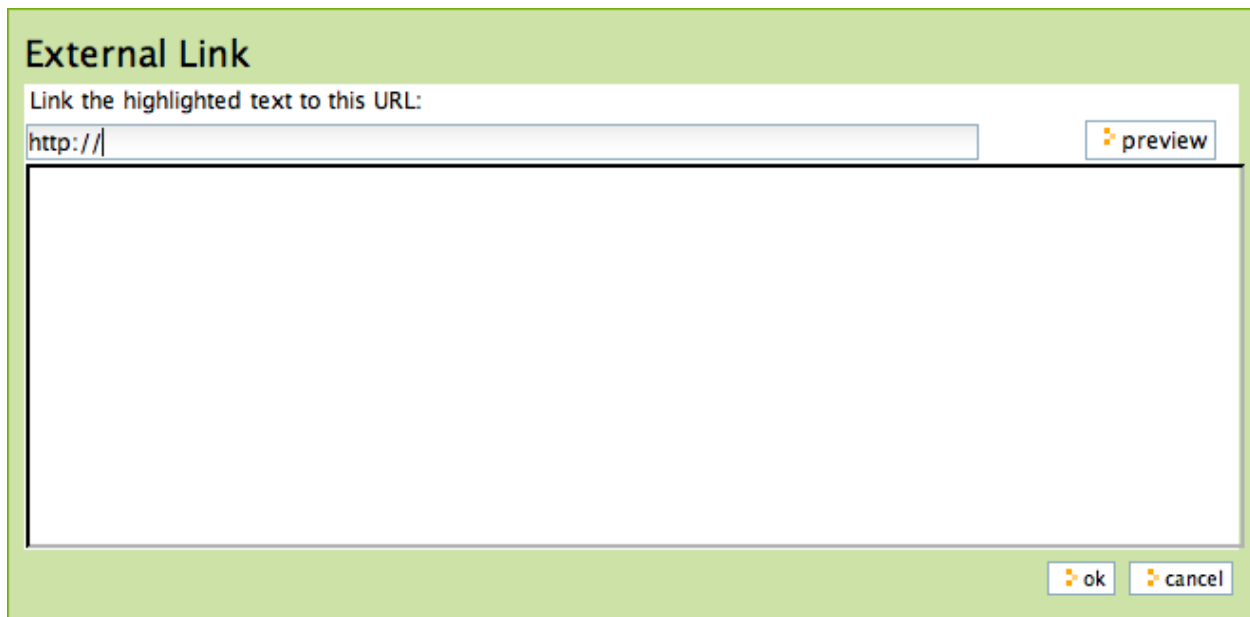 External Link
Link the highlighted text to this URL:
http://
preview
ok
cancel